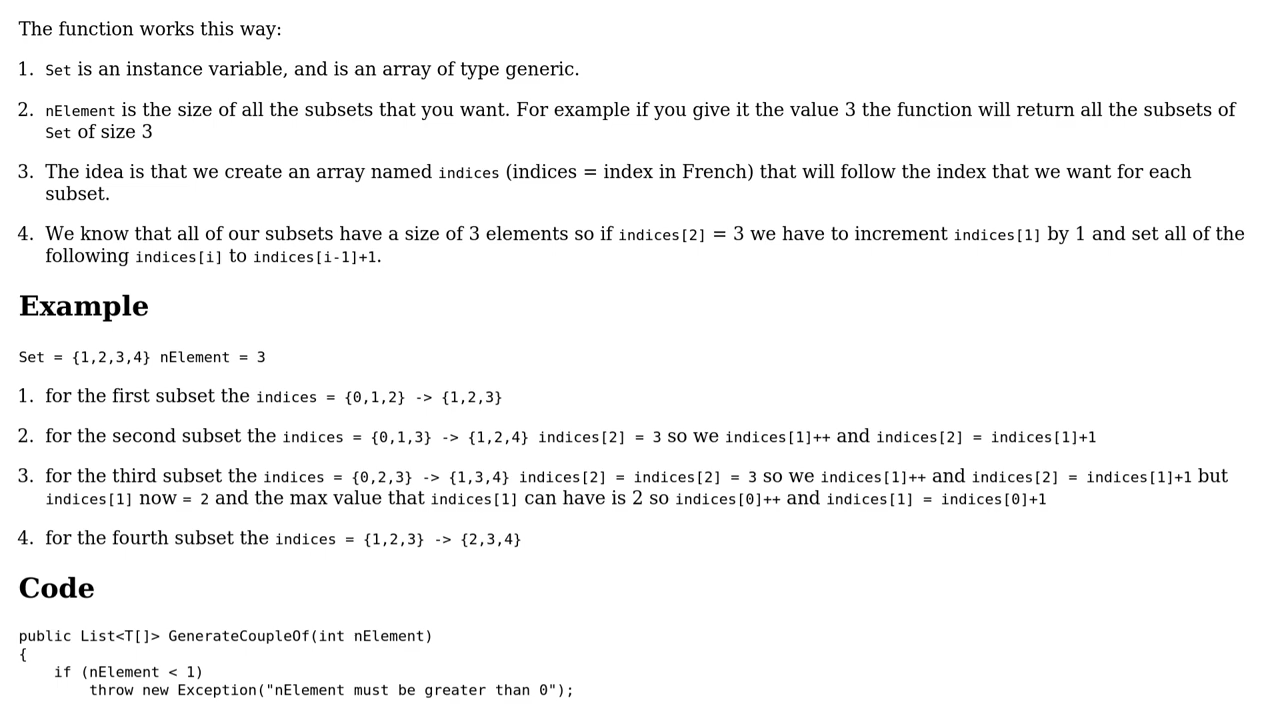 The function works this way:
1. Set is an instance variable, and is an array of type generic.
2. nElement is the size of all the subsets that you want. For example if you give it the value 3 the function will return all the subsets of
Set of size 3
3. The idea is that we create an array named indices (indices = index in French) that will follow the index that we want for each
subset.
4. We know that all of our subsets have a size of 3 elements so if indices[2] = 3 we have to increment indices[1] by 1 and set all of the
following indices[i] to indices[i-1]+1.
Example
Set = {1,2,3,4} nElement = 3
1. for the first subset the indices = {0,1,2} -> {1,2,3}
2. for the second subset the indices = {0,1,3} -> {1,2,4} indices[2] = 3 so we indices[1]++ and indices[2] = indices[1]+1
3. for the third subset the indices = {0,2,3} -> {1,3,4} indices[2] = indices[2] = 3 so we indices[1]++ and indices[2] = indices[1]+1 but
indices[1] now = 2 and the max value that indices[1] can have is 2 so indices[0]++ and indices[1] = indices[0]+1
4. for the fourth subset the indices = {1,2,3} -> {2,3,4}
Code
public List<T[]> GenerateCoupleOf(int nElement)
{
    if (nElement < 1)
        throw new Exception("nElement must be greater than 0");